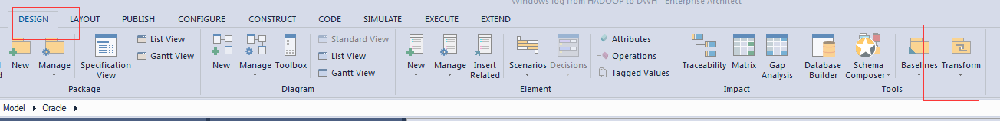 Windows log from HADOOP to DWH - Enterprise Architect
DESIGN LAYOUT PUBLISH CONFIGURE CONSTRUCT CODE SIMULATE EXECUTE EXTEND
List View Standard View Attributes
Gantt View List View Operations
Gantt View Tagged Values
New Manage Specification View
New Manage Toolbox
New Manage Insert Related Scenarios Decisions
Traceability Matrix Gap Analysis
Database Builder Schema Composer Baselines Transform
Package Diagram Element Impact Tools
Model Oracle